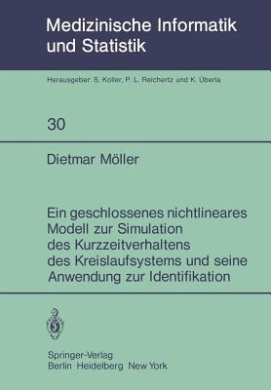 Medizinische Informatik
und Statistik
Herausgeber: S. Koller, P. L. Reichertz und K. Überla
30
Dietmar Möller
Ein geschlossenes nichtlineares
Modell zur Simulation
des Kurzzeitverhaltens
des Kreislaufsystems und seine
Anwendung zur Identifikation
Springer-Verlag
Berlin Heidelberg New York